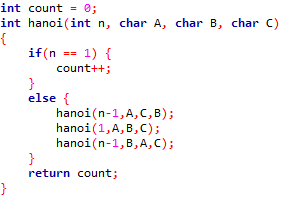 int count = 0;
int hanoi(int n, char A, char B, char C)
{
    if(n == 1) {
        count++;
    }
    else {
        hanoi(n-1,A,C,B);
        hanoi(1,A,B,C);
        hanoi(n-1,B,A,C);
    }
    return count;
}